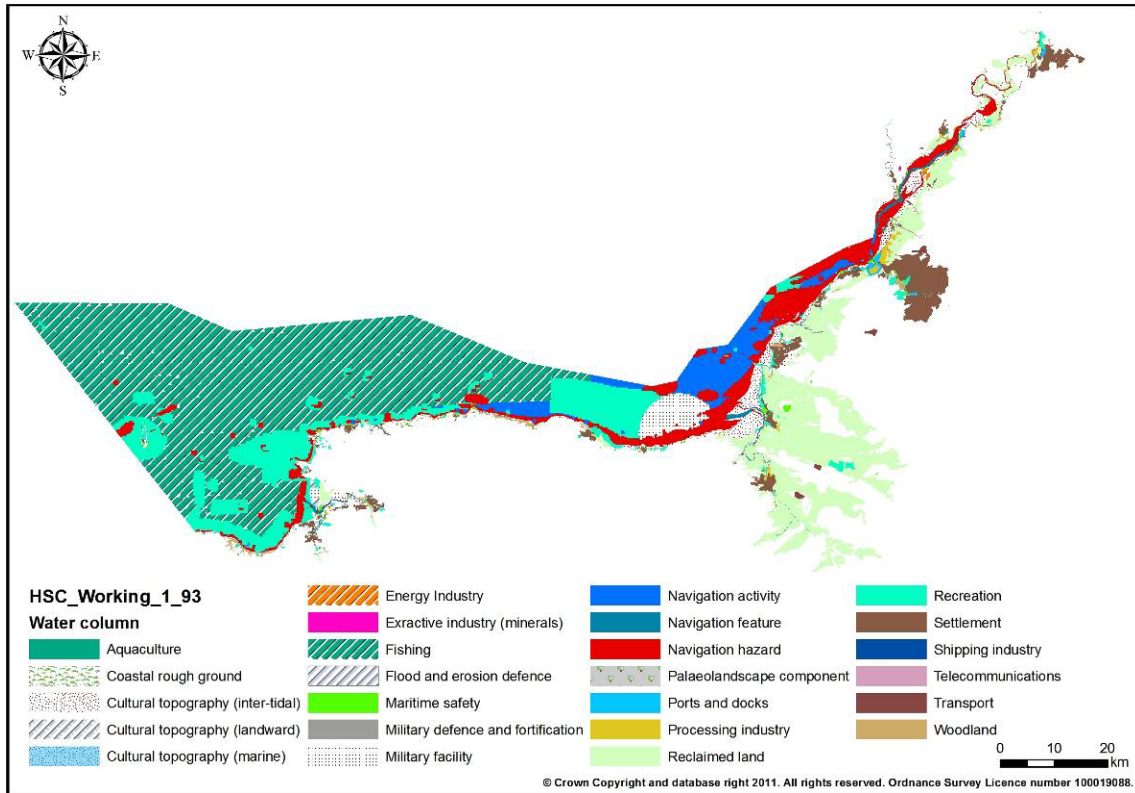 N
W E
S
HSC_Working_1_93
Water column
Aquaculture
Coastal rough ground
Cultural topography (inter-tidal)
Cultural topography (landward)
Cultural topography (marine)
Energy Industry
Exractive industry (minerals)
Fishing
Flood and erosion defence
Maritime safety
Military defence and fortification
Military facility
Navigation activity
Navigation feature
Navigation hazard
Palaeolandscape component
Ports and docks
Processing industry
Reclaimed land
Recreation
Settlement
Shipping industry
Telecommunications
Transport
Woodland
0 10 20
km
© Crown Copyright and database right 2011. All rights reserved. Ordnance Survey Licence number 100019088.